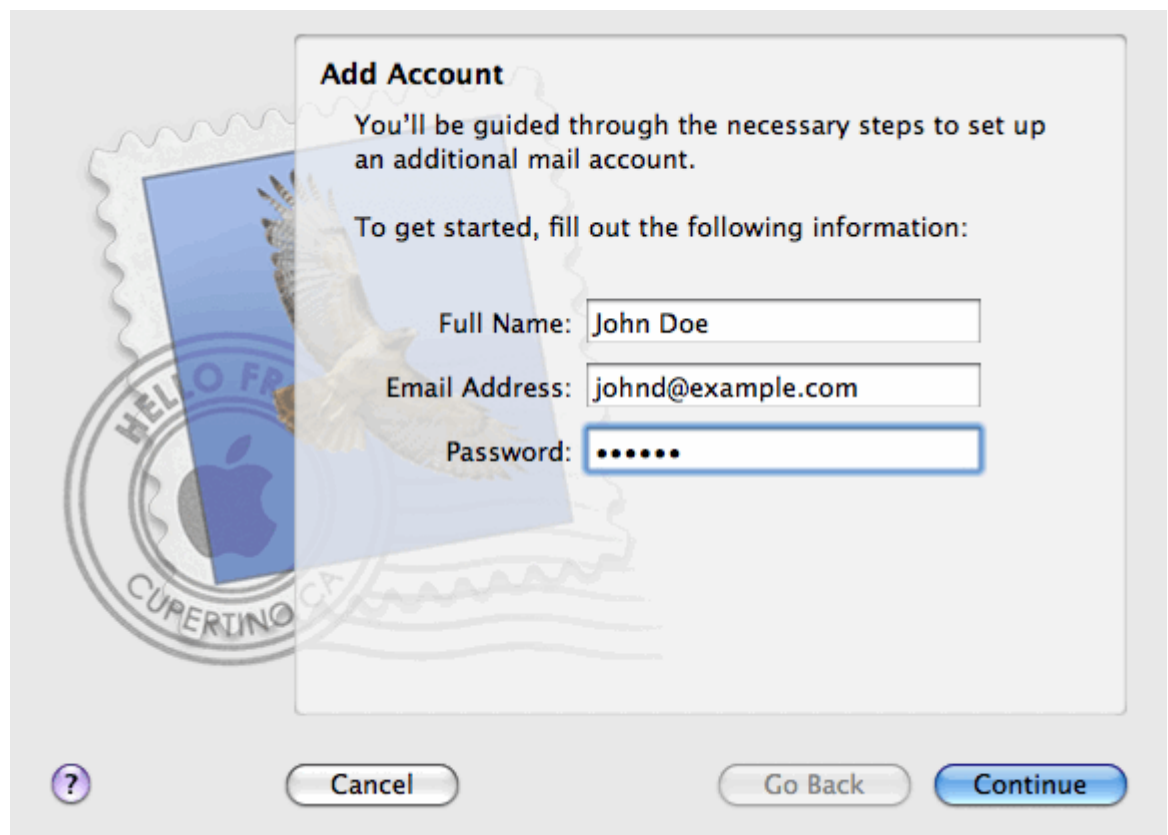 Add Account
You'll be guided through the necessary steps to set up
an additional mail account.
To get started, fill out the following information:
Full Name: John Doe
Email Address: johnd@example.com
Password: ••••••
HELLO FR
CUPERTINO CA
? Cancel Go Back Continue